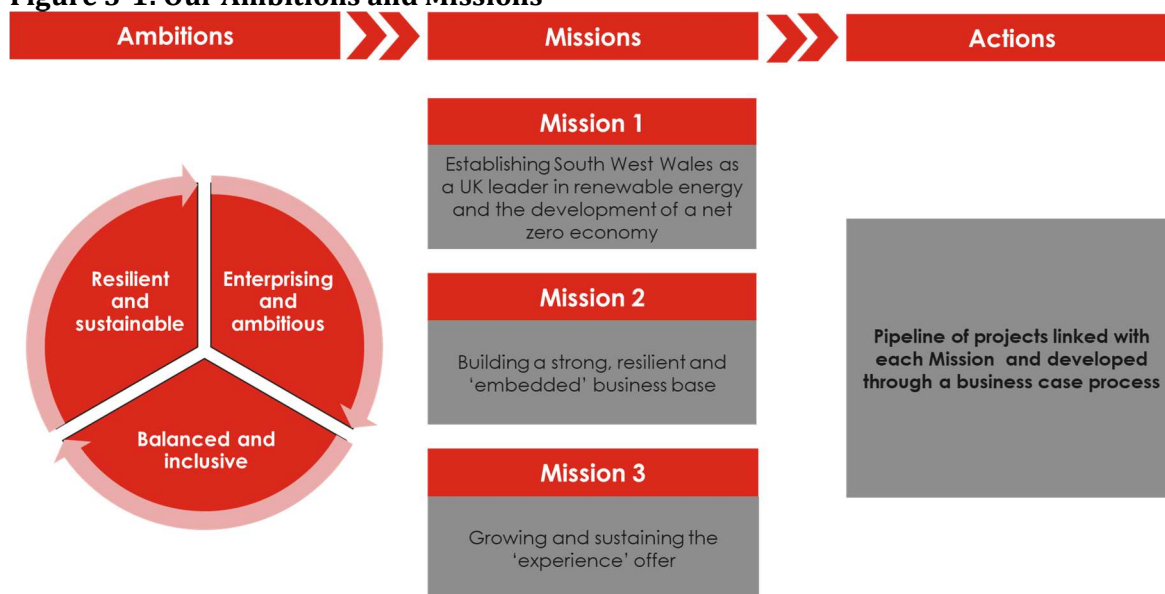 Figure 3-1: Our Ambitions and Missions
Ambitions
Missions
Actions
Resilient
and
sustainable
Enterprising
and
ambitious
Balanced and
inclusive
Mission 1
Establishing South West Wales as
a UK leader in renewable energy
and the development of a net
zero economy
Mission 2
Building a strong, resilient and
‘embedded’ business base
Mission 3
Growing and sustaining the
‘experience’ offer
Pipeline of projects linked with
each Mission and developed
through a business case process